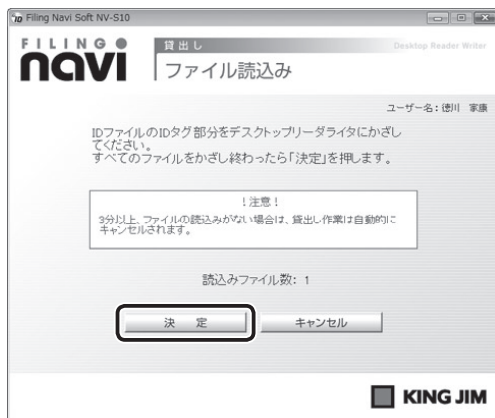 Filing Navi Soft NV-S10
FILING
navi
貸出し
Desktop Reader Writer
ファイル読込み
ユーザー名：徳川 家康
IDファイルのIDタグ部分をデスクトップリーダライタにかざし
てください。
すべてのファイルをかざし終わったら「決定」を押します。
！注意！
3分以上、ファイルの読込みがない場合は、貸出し作業は自動的に
キャンセルされます。
読込みファイル数： 1
決 定
キャンセル
KING JIM